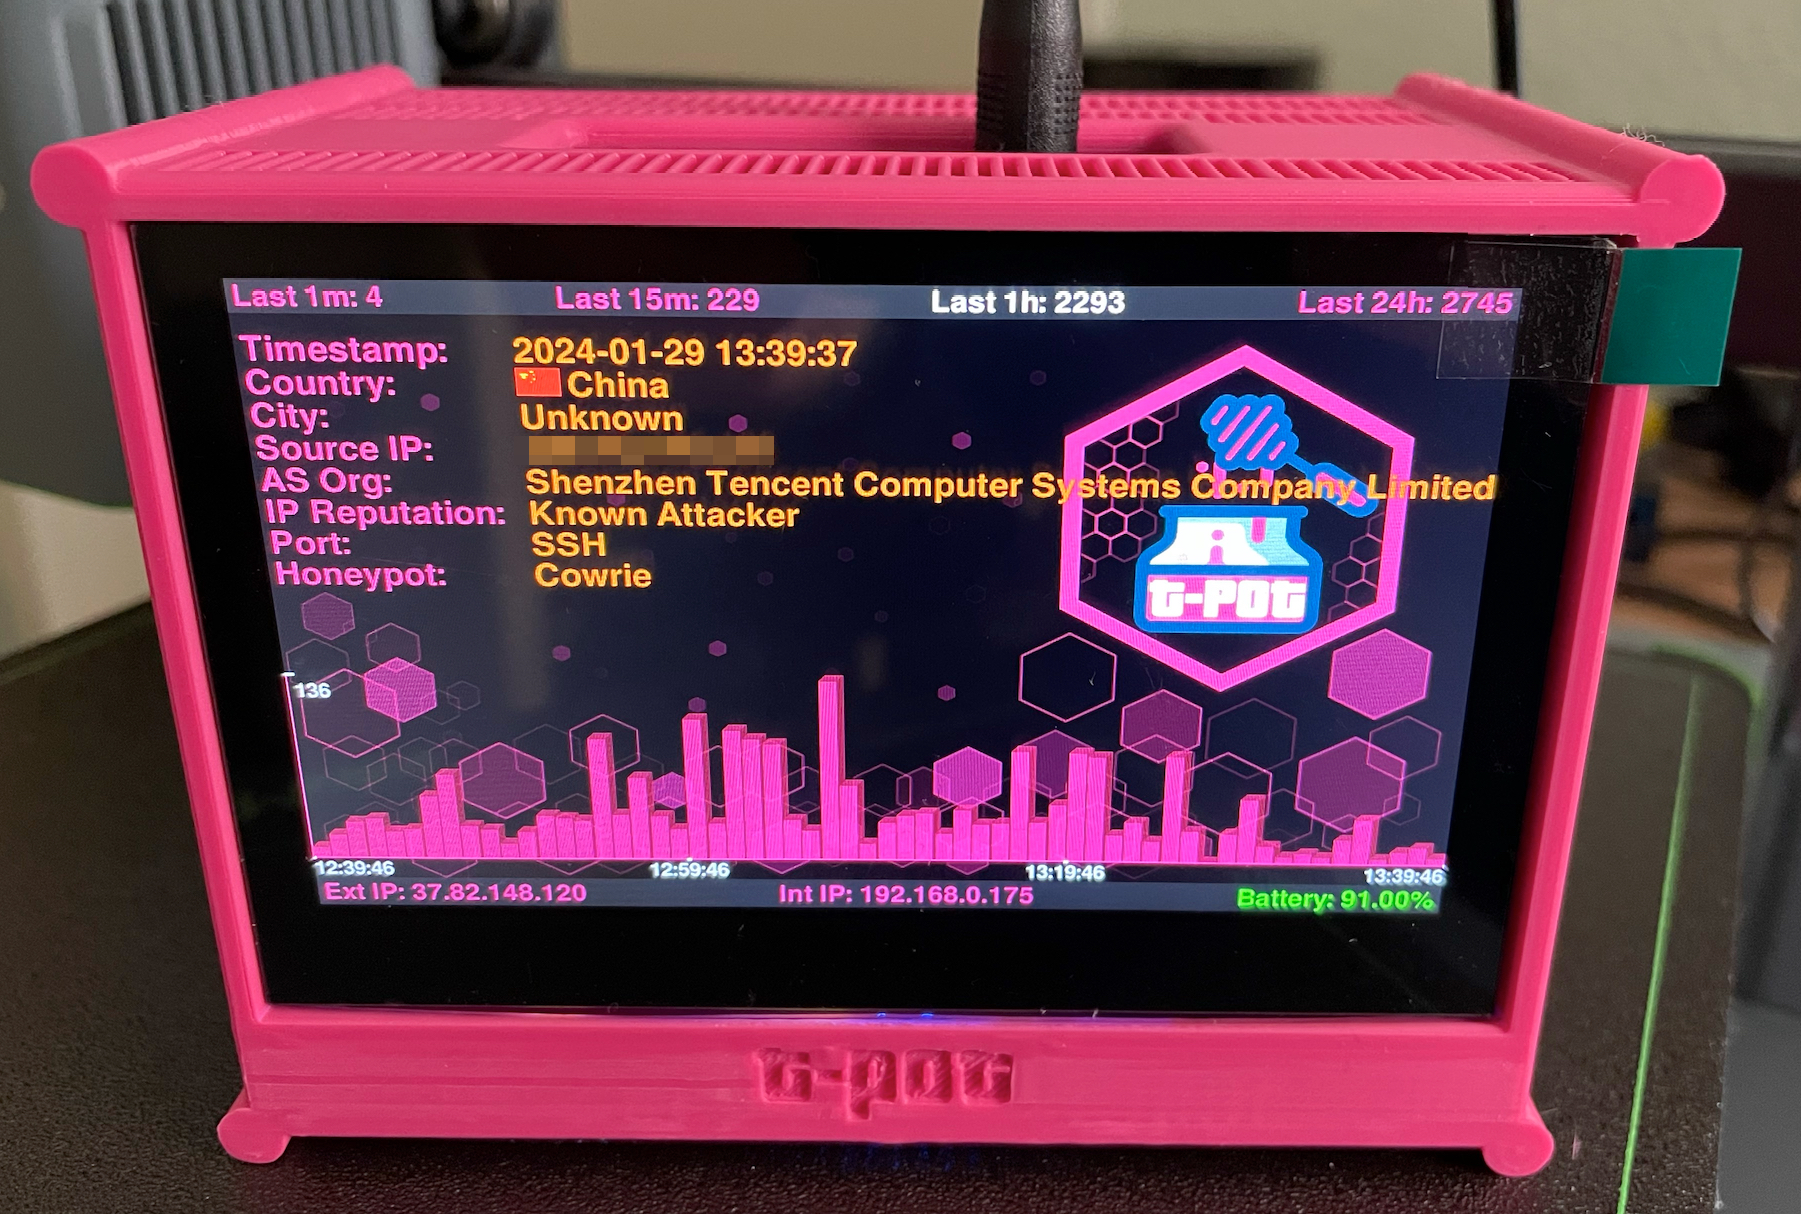 Last 1m: 4 Last 15m: 229 Last 1h: 2293 Last 24h: 2745
Timestamp: 2024-01-29 13:39:37
Country: China
City: Unknown
Source IP:
AS Org: Shenzhen Tencent Computer Systems Company Limited
IP Reputation: Known Attacker
Port: SSH
Honeypot: Cowrie
t-pot
136
12:39:46 12:59:46 13:19:46 13:39:46
Ext IP: 37.82.148.120 Int IP: 192.168.0.175 Battery: 91.00%
t-pot